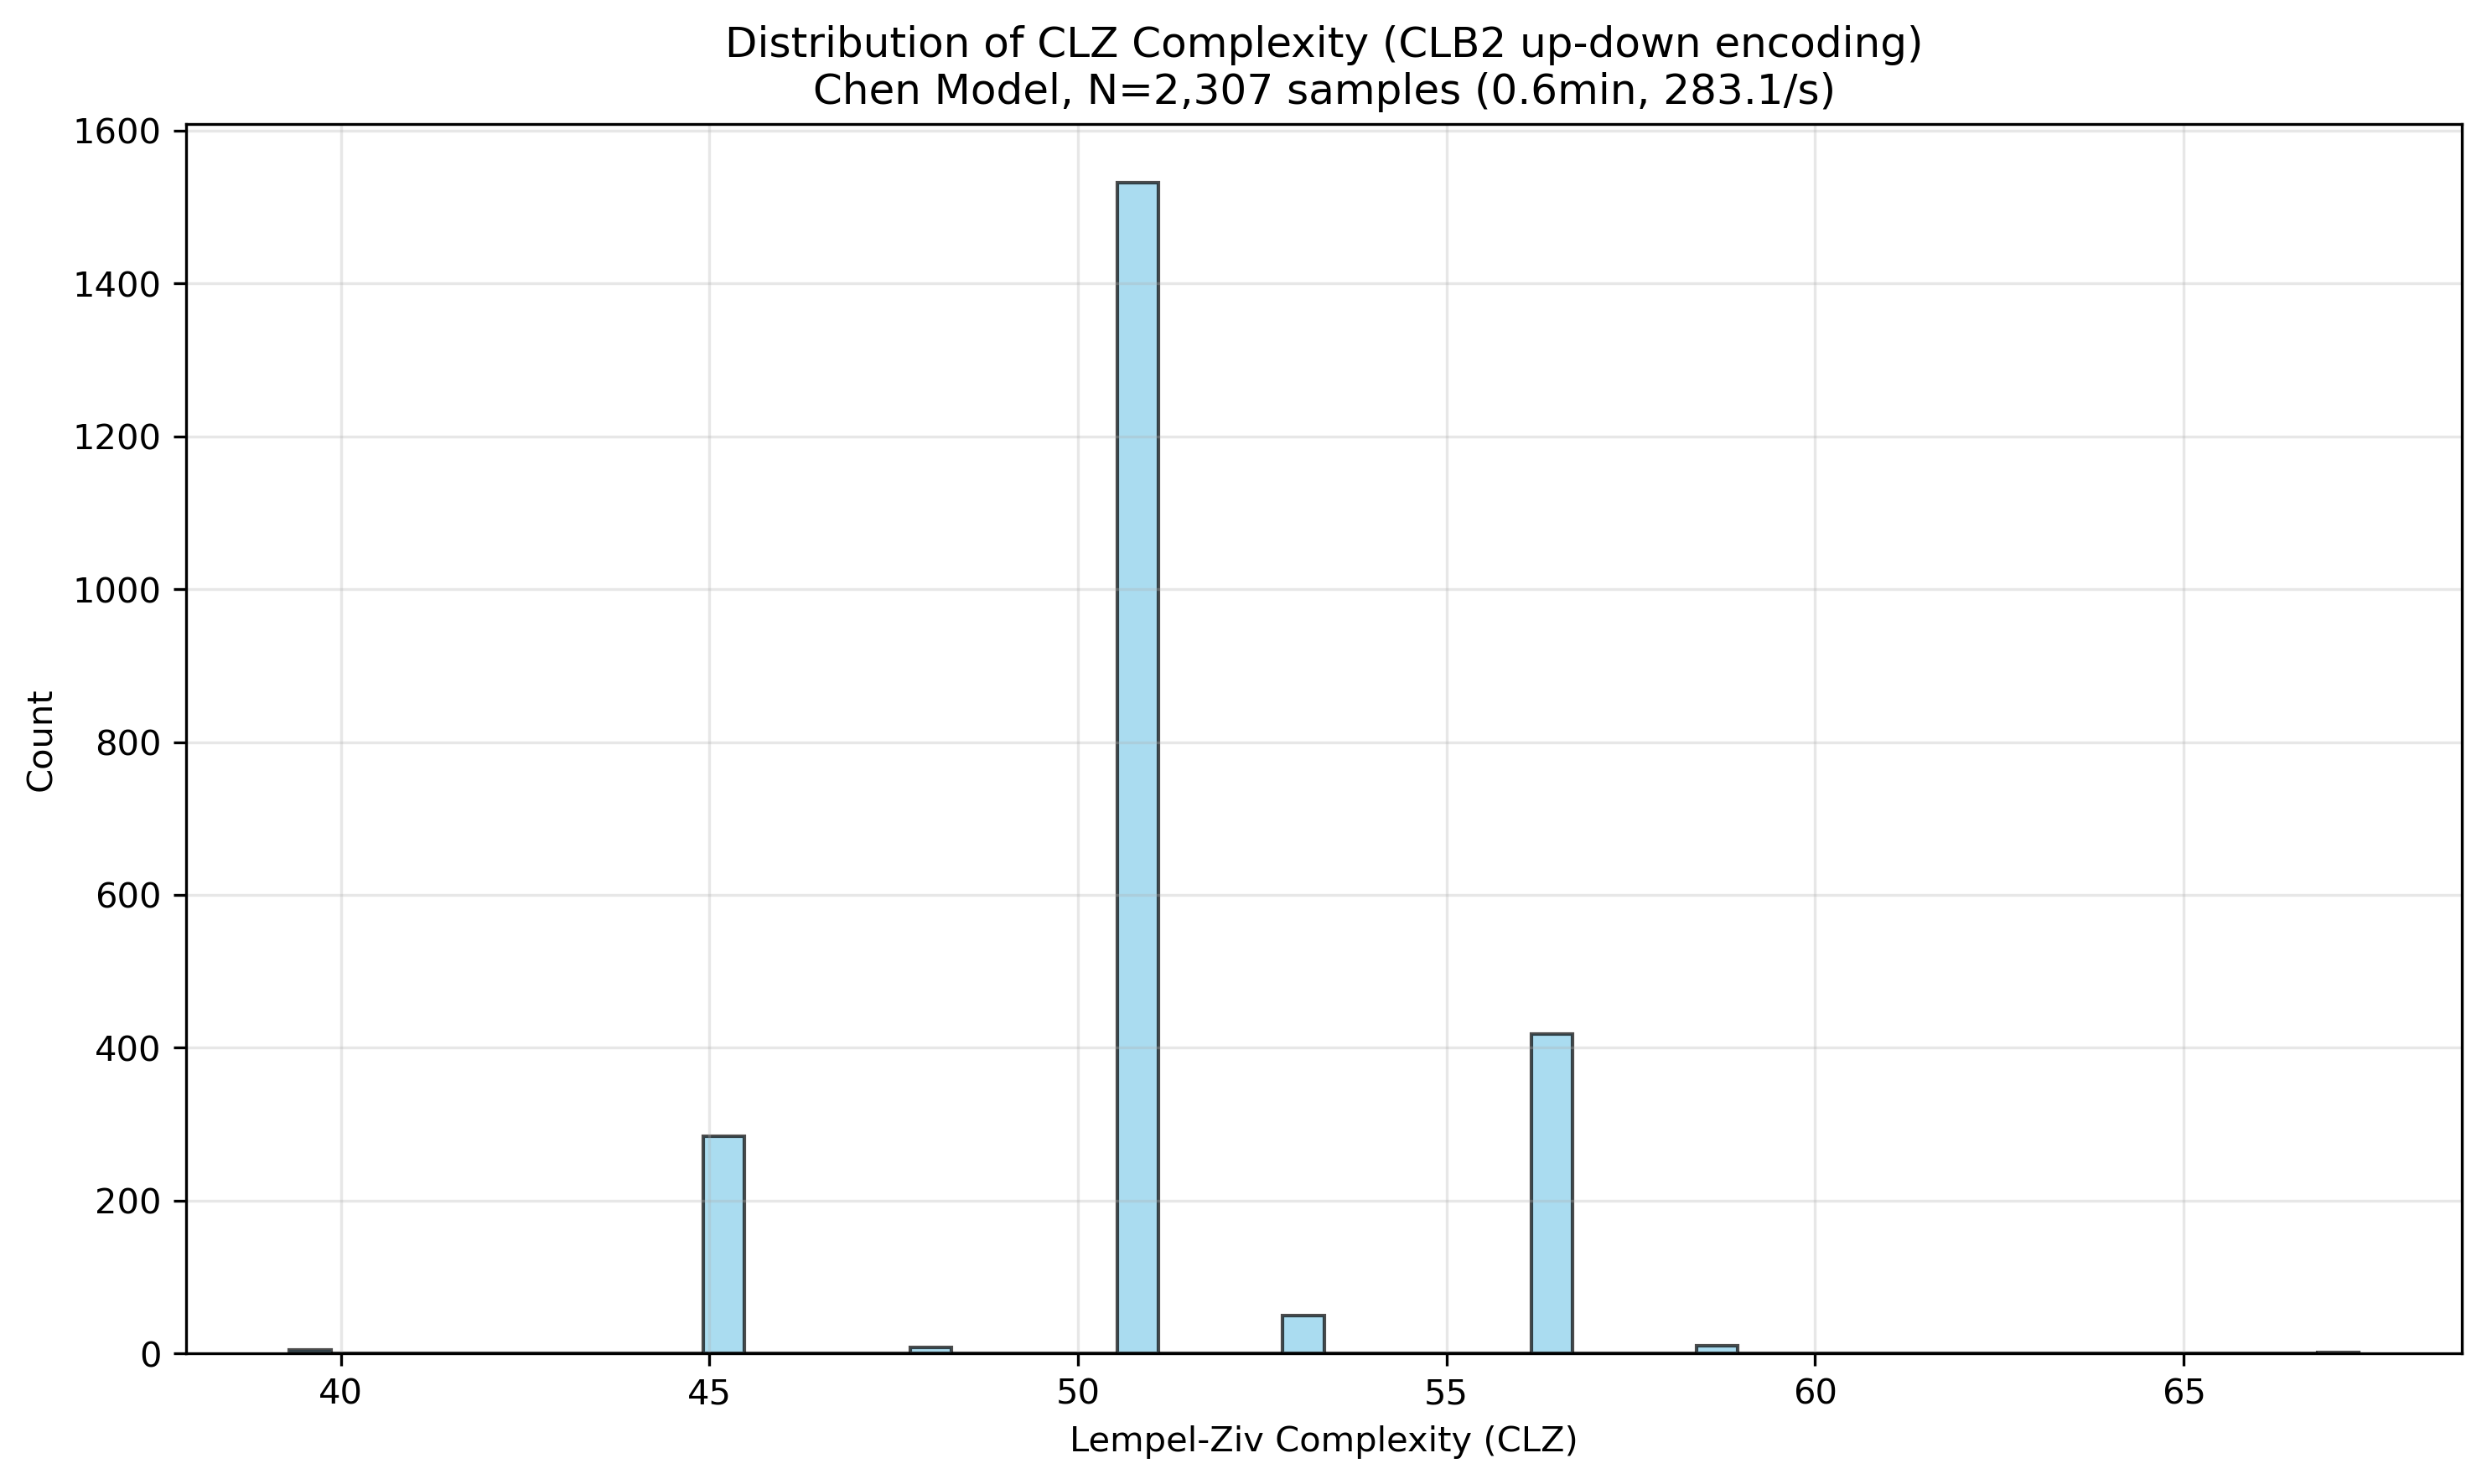 Distribution of CLZ Complexity (CLB2 up-down encoding)
Chen Model, N=2,307 samples (0.6min, 283.1/s)
1600
1400
1200
1000
800
600
400
200
0
Count
40 45 50 55 60 65
Lempel-Ziv Complexity (CLZ)